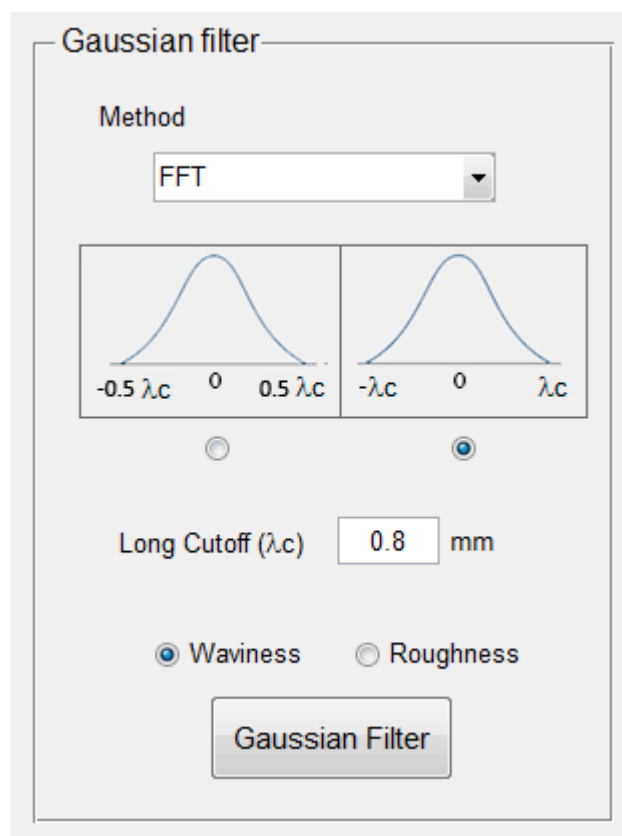 Gaussian filter
Method
FFT
-0.5 λc 0 0.5 λc -λc 0 λc
Long Cutoff (λc) 0.8 mm
Waviness Roughness
Gaussian Filter